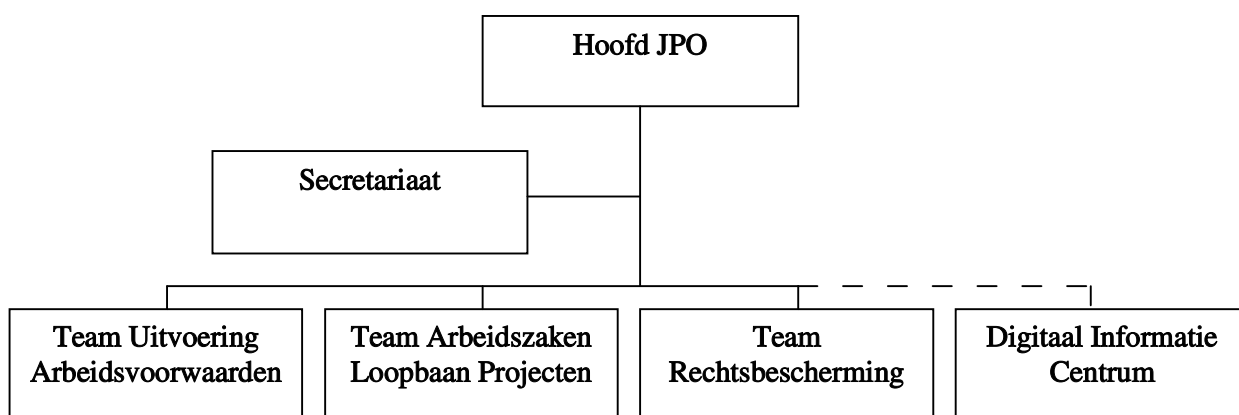 Hoofd JPO
Secretariaat
Team Uitvoering
Arbeidsvoorwaarden
Team Arbeidszaken
Loopbaan Projecten
Team
Rechtsbescherming
Digitaal Informatie
Centrum